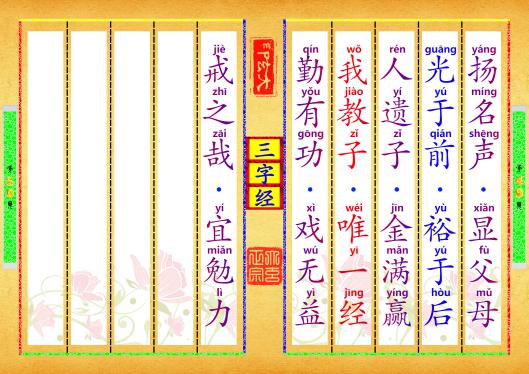 yáng míng shēng xiǎn fù mǔ
扬名声·显父母
guāng yú qián yù yú hòu
光于前·裕于后
rén yí zǐ jīn mǎn yíng
人遗子·金满赢
wǒ jiào zǐ wéi yī jīng
我教子·唯一经
qín yǒu gōng xì wú yì
勤有功·戏无益
三字经
jiè zhī zāi yí miǎn lì
戒之哉·宜勉力